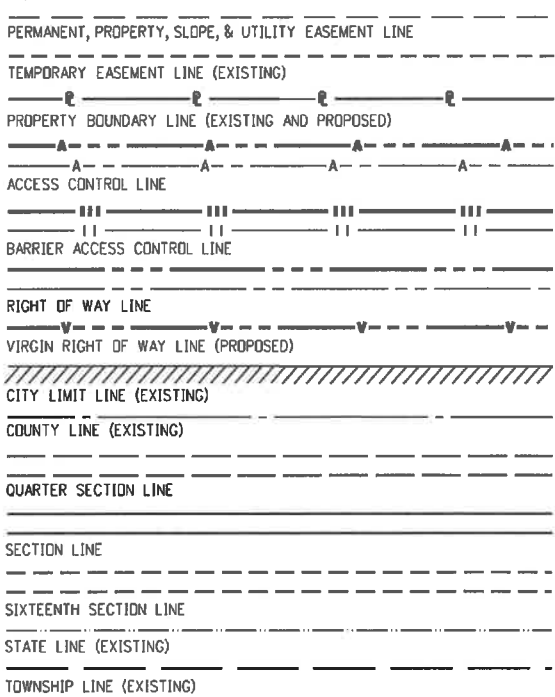 PERMANENT, PROPERTY, SLOPE, & UTILITY EASEMENT LINE
TEMPORARY EASEMENT LINE (EXISTING)
PROPERTY BOUNDARY LINE (EXISTING AND PROPOSED)
A A A A
A A A A
ACCESS CONTROL LINE
BARRIER ACCESS CONTROL LINE
RIGHT OF WAY LINE
V V V V
VIRGIN RIGHT OF WAY LINE (PROPOSED)
CITY LIMIT LINE (EXISTING)
COUNTY LINE (EXISTING)
QUARTER SECTION LINE
SECTION LINE
SIXTEENTH SECTION LINE
STATE LINE (EXISTING)
TOWNSHIP LINE (EXISTING)